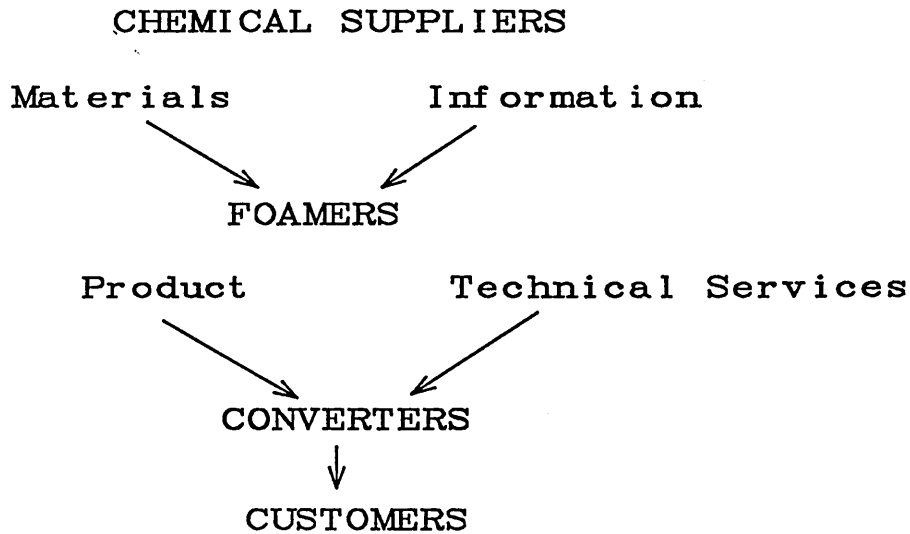 CHEMICAL SUPPLIERS
Materials Information
FOAMERS
Product Technical Services
CONVERTERS
CUSTOMERS